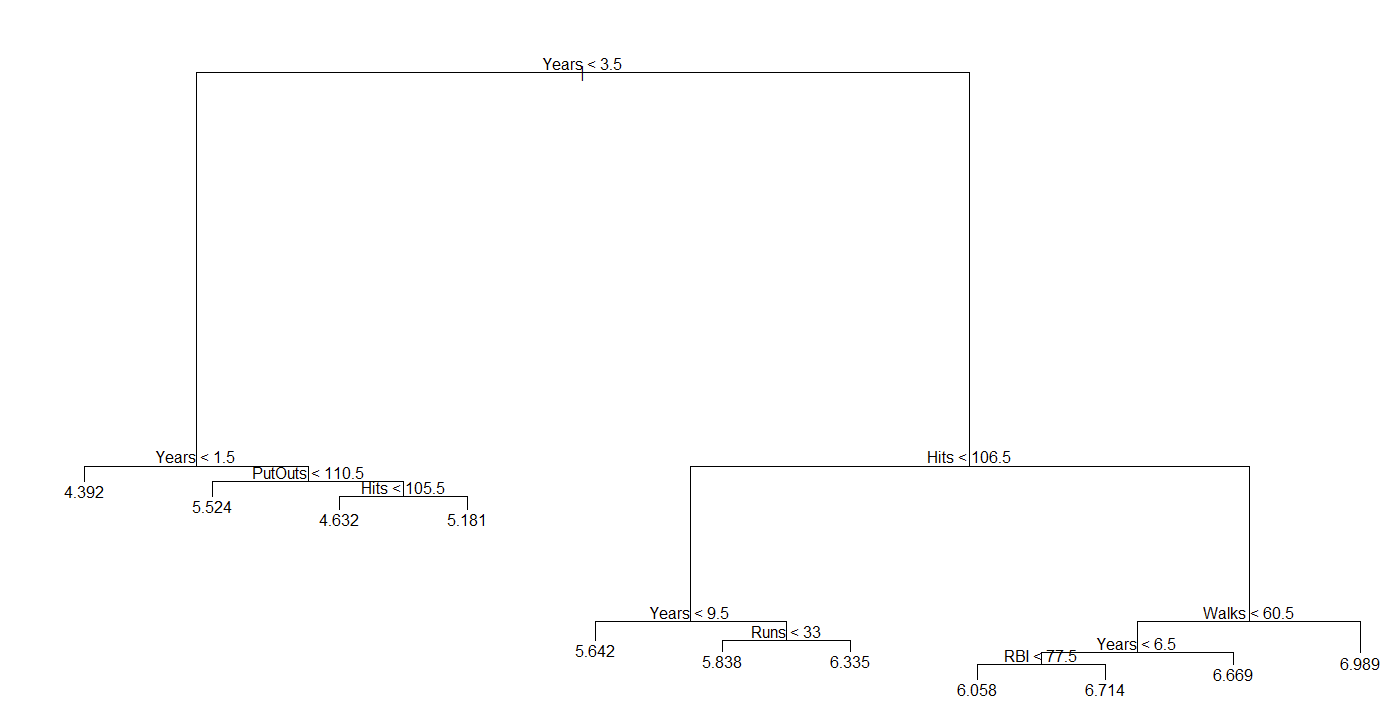 Years < 3.5
Years < 1.5
Hits < 106.5
PutOuts < 110.5
4.392
Hits < 105.5
5.524
4.632
5.181
Years < 9.5
Walks < 60.5
Runs < 33
Years < 6.5
5.642
RBI < 77.5
5.838
6.335
6.989
6.669
6.058
6.714